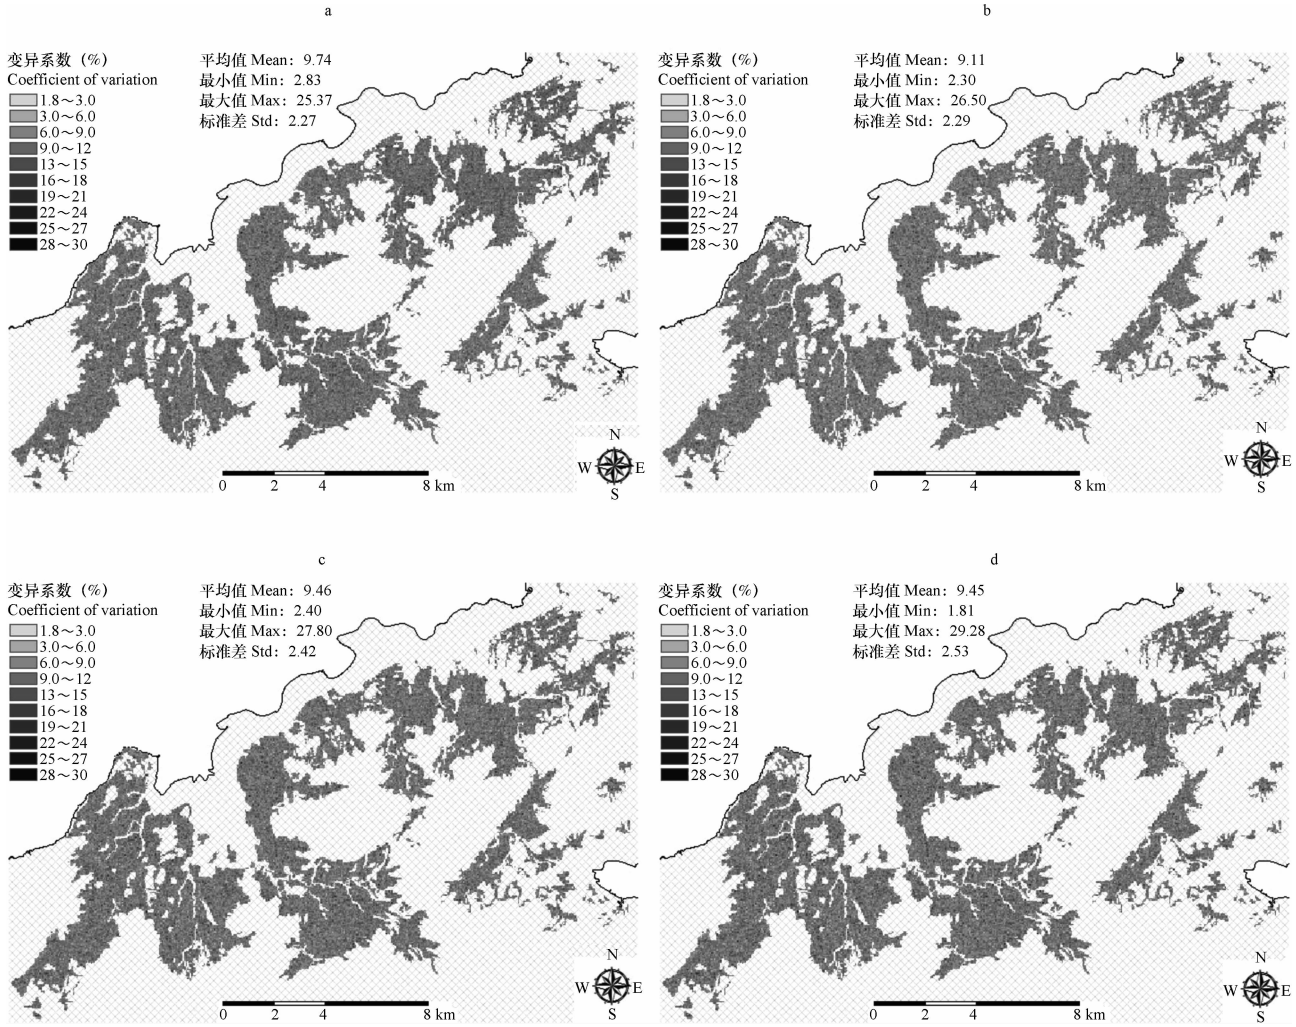 a
变异系数（%）
Coefficient of variation
1.8～3.0
3.0～6.0
6.0～9.0
9.0～12
13～15
16～18
19～21
22～24
25～27
28～30
平均值 Mean：9.74
最小值 Min：2.83
最大值 Max：25.37
标准差 Std：2.27
N
W E
S
0 2 4 8 km
b
变异系数（%）
Coefficient of variation
1.8～3.0
3.0～6.0
6.0～9.0
9.0～12
13～15
16～18
19～21
22～24
25～27
28～30
平均值 Mean：9.11
最小值 Min：2.30
最大值 Max：26.50
标准差 Std：2.29
N
W E
S
0 2 4 8 km
c
变异系数（%）
Coefficient of variation
1.8～3.0
3.0～6.0
6.0～9.0
9.0～12
13～15
16～18
19～21
22～24
25～27
28～30
平均值 Mean：9.46
最小值 Min：2.40
最大值 Max：27.80
标准差 Std：2.42
N
W E
S
0 2 4 8 km
d
变异系数（%）
Coefficient of variation
1.8～3.0
3.0～6.0
6.0～9.0
9.0～12
13～15
16～18
19～21
22～24
25～27
28～30
平均值 Mean：9.45
最小值 Min：1.81
最大值 Max：29.28
标准差 Std：2.53
N
W E
S
0 2 4 8 km